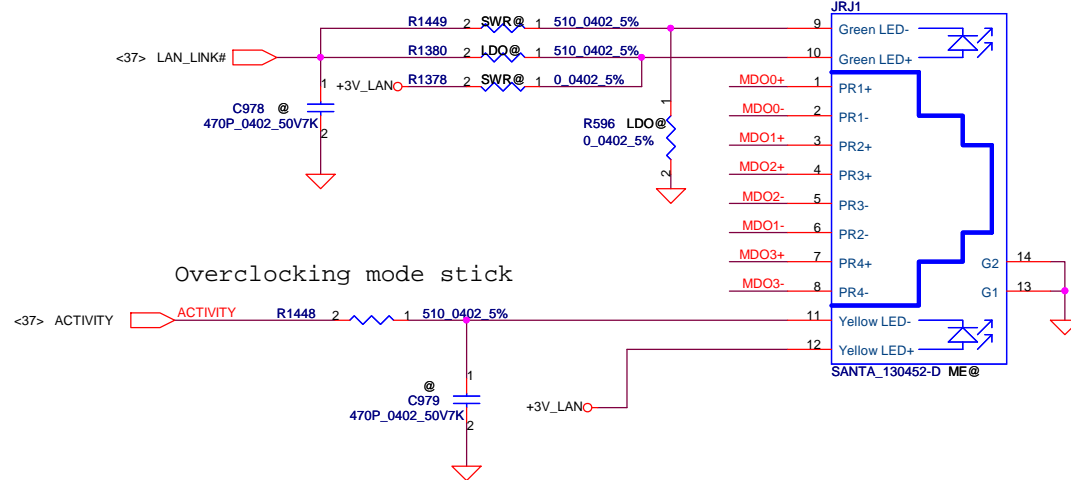 JRJ1
R1449 2 SWR@ 1 510_0402_5% 9 Green LED-
<37> LAN_LINK# R1380 2 LDO@ 1 510_0402_5% 10 Green LED+
+3V_LAN R1378 2 SWR@ 1 0_0402_5%
MDO0+ 1 PR1+
MDO0- 2 PR1-
MDO1+ 3 PR2+
MDO2+ 4 PR3+
MDO2- 5 PR3-
MDO1- 6 PR2-
MDO3+ 7 PR4+
MDO3- 8 PR4-
1
C978 @
470P_0402_50V7K
2
1
R596 LDO@
0_0402_5%
2
G2 14
G1 13
Overclocking mode stick
<37> ACTIVITY ACTIVITY R1448 2 1 510_0402_5% 11 Yellow LED-
12 Yellow LED+
SANTA_130452-D ME@
1
@
C979
470P_0402_50V7K
2
+3V_LAN